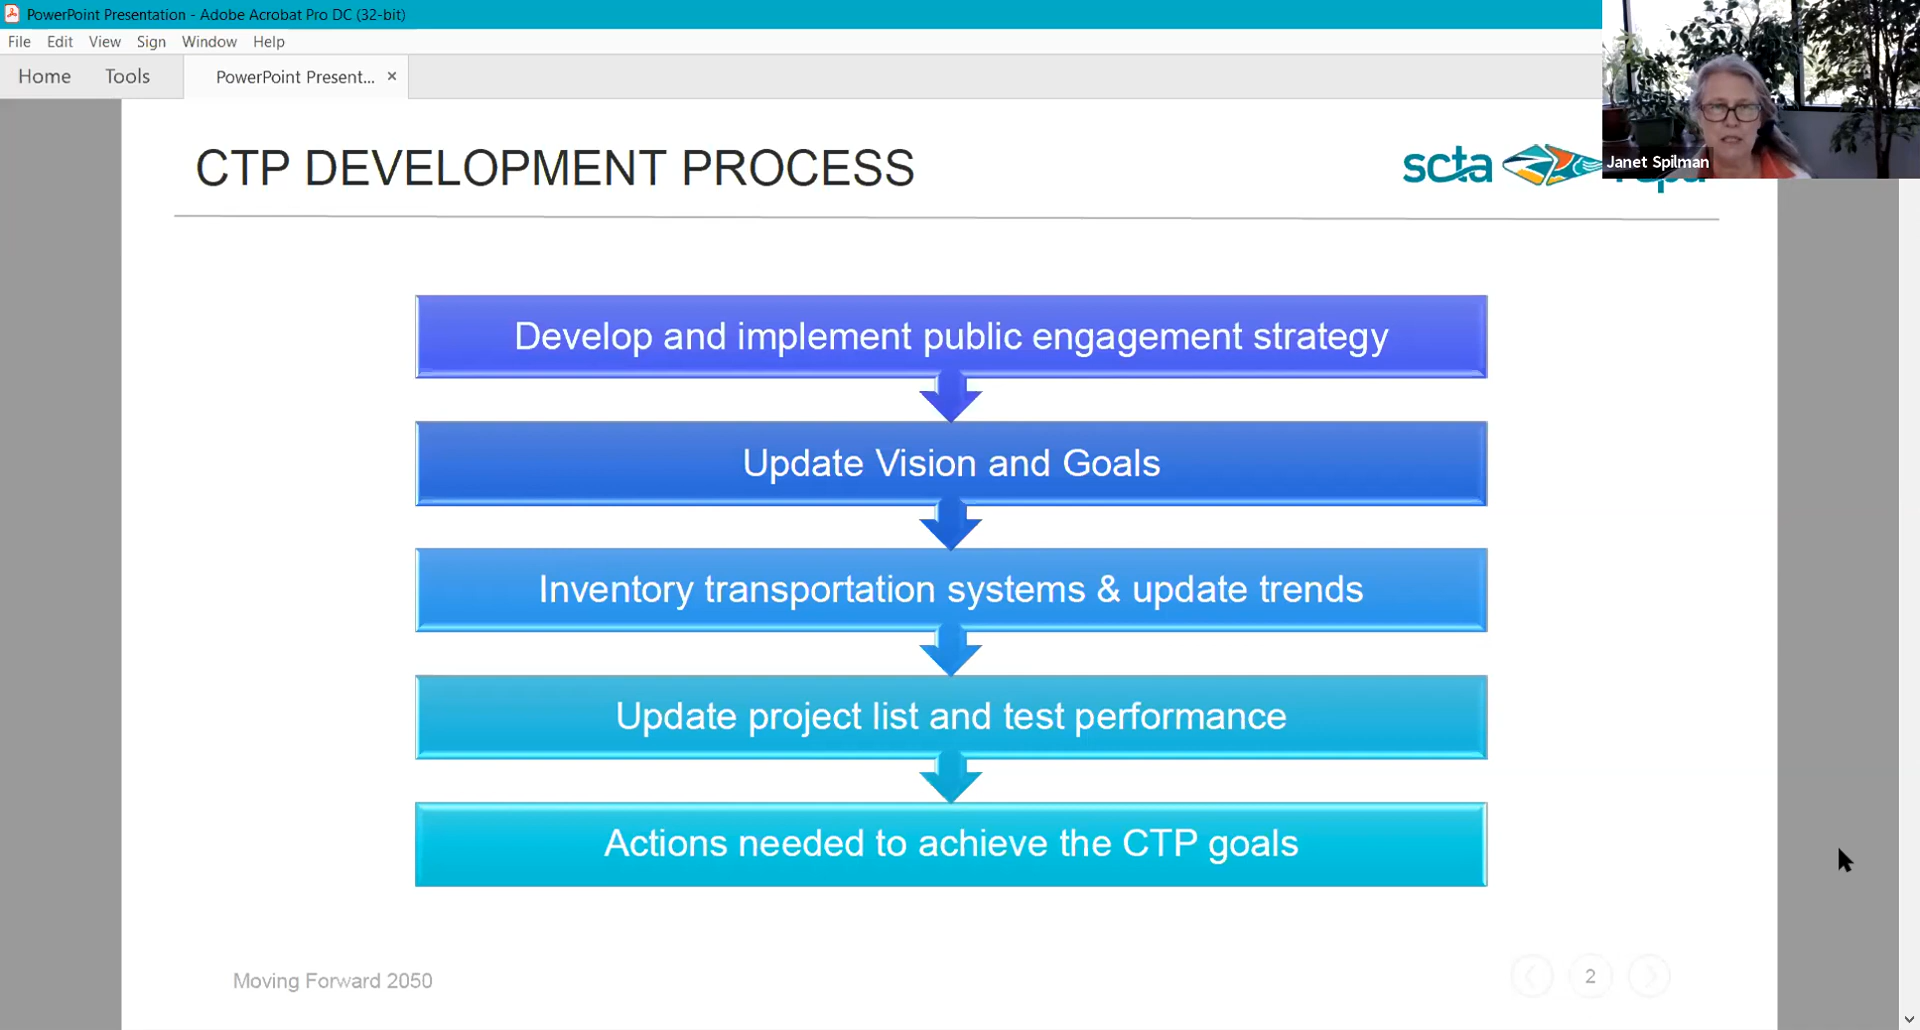 PowerPoint Presentation - Adobe Acrobat Pro DC (32-bit)
File Edit View Sign Window Help
Home Tools PowerPoint Present... ×
CTP DEVELOPMENT PROCESS
scta
Janet Spilman
Develop and implement public engagement strategy
Update Vision and Goals
Inventory transportation systems & update trends
Update project list and test performance
Actions needed to achieve the CTP goals
Moving Forward 2050
2